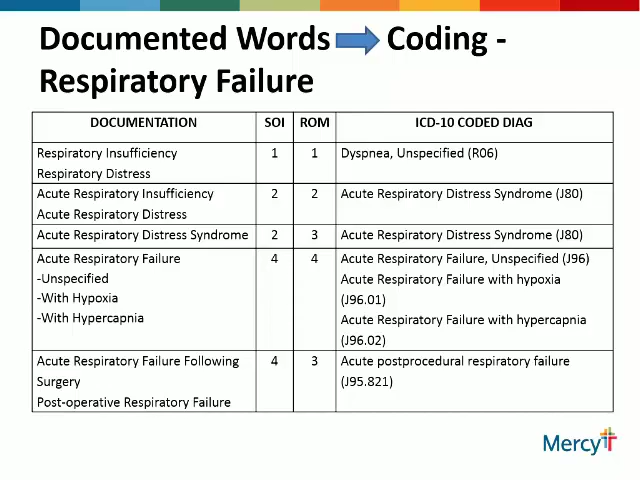 Documented Words Coding -
Respiratory Failure
DOCUMENTATION SOI ROM ICD-10 CODED DIAG
Respiratory Insufficiency 1 1 Dyspnea, Unspecified (R06)
Respiratory Distress
Acute Respiratory Insufficiency 2 2 Acute Respiratory Distress Syndrome (J80)
Acute Respiratory Distress
Acute Respiratory Distress Syndrome 2 3 Acute Respiratory Distress Syndrome (J80)
Acute Respiratory Failure 4 4 Acute Respiratory Failure, Unspecified (J96)
-Unspecified Acute Respiratory Failure with hypoxia
-With Hypoxia (J96.01)
-With Hypercapnia Acute Respiratory Failure with hypercapnia
(J96.02)
Acute Respiratory Failure Following 4 3 Acute postprocedural respiratory failure
Surgery (J95.821)
Post-operative Respiratory Failure
Mercy